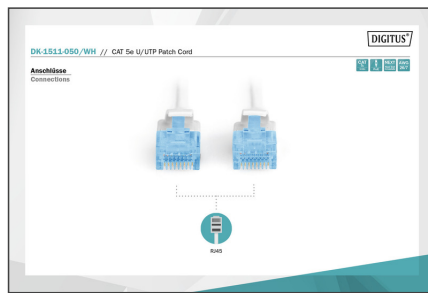 DIGITUS®
DK-1511-050/WH // CAT 5e U/UTP Patch Cord
Anschlüsse
Connections
RJ45